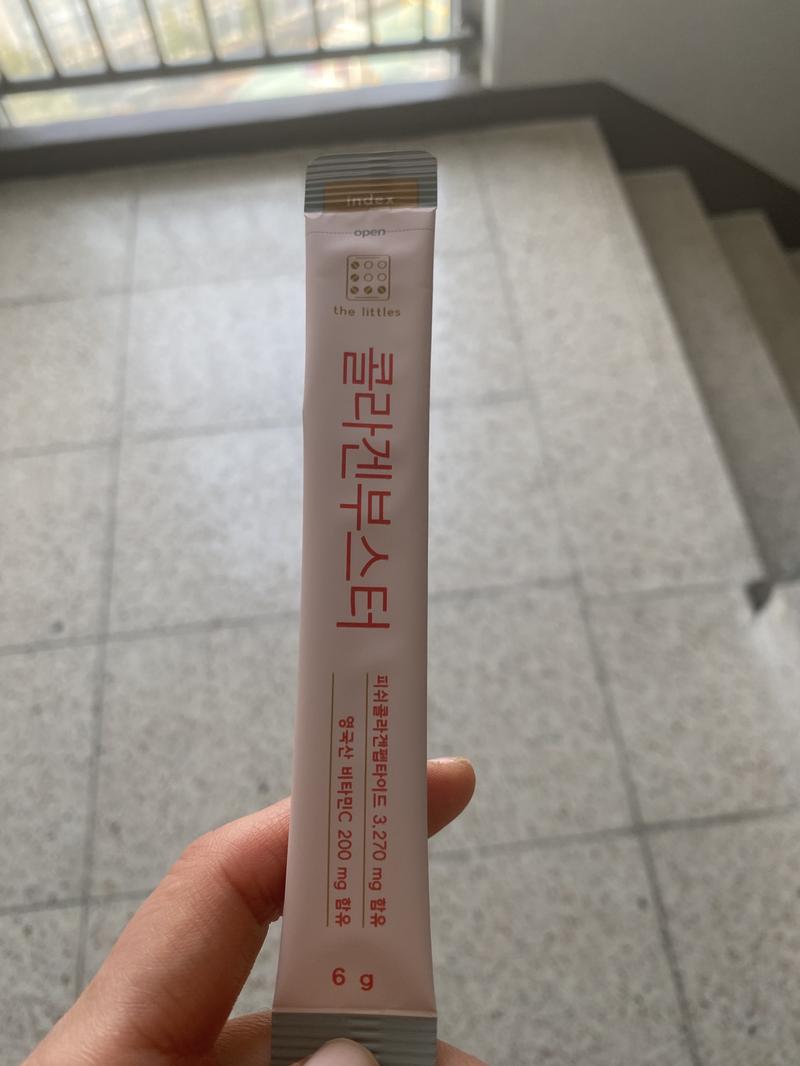 index
open
the littles
콜라겐부스터
피쉬콜라겐펩타이드 3,270 mg 함유
영국산 비타민C 200 mg 함유
6 g